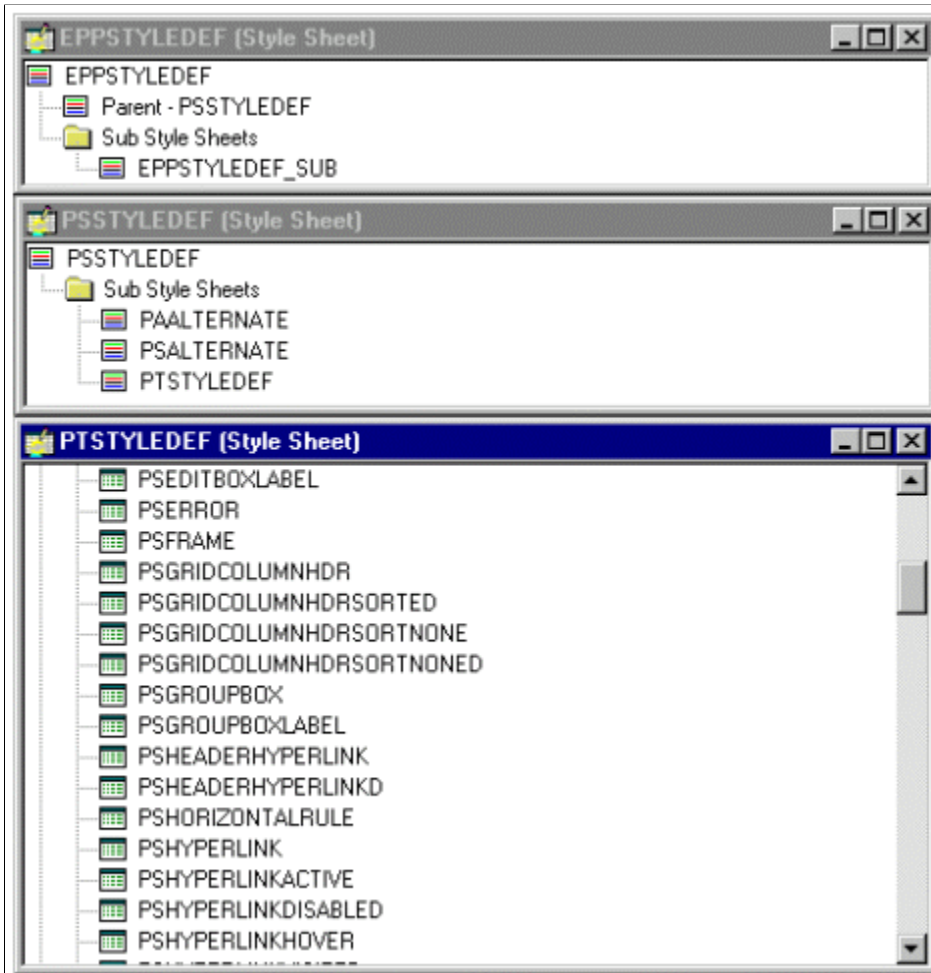 EPPSTYLEDEF (Style Sheet)
EPPSTYLEDEF
Parent - PSSTYLEDEF
Sub Style Sheets
EPPSTYLEDEF_SUB
PSSTYLEDEF (Style Sheet)
PSSTYLEDEF
Sub Style Sheets
PAALTERNATE
PSALTERNATE
PTSTYLEDEF
PTSTYLEDEF (Style Sheet)
PSEDITBOXLABEL
PSERROR
PSFRAME
PSGRIDCOLUMNHDR
PSGRIDCOLUMNHDRSORTED
PSGRIDCOLUMNHDRSORTNONE
PSGRIDCOLUMNHDRSORTNONED
PSGROUPBOX
PSGROUPBOXLABEL
PSHEADERHYPERLINK
PSHEADERHYPERLINKD
PSHORIZONTALRULE
PSHYPERLINK
PSHYPERLINKACTIVE
PSHYPERLINKDISABLED
PSHYPERLINKHOVER